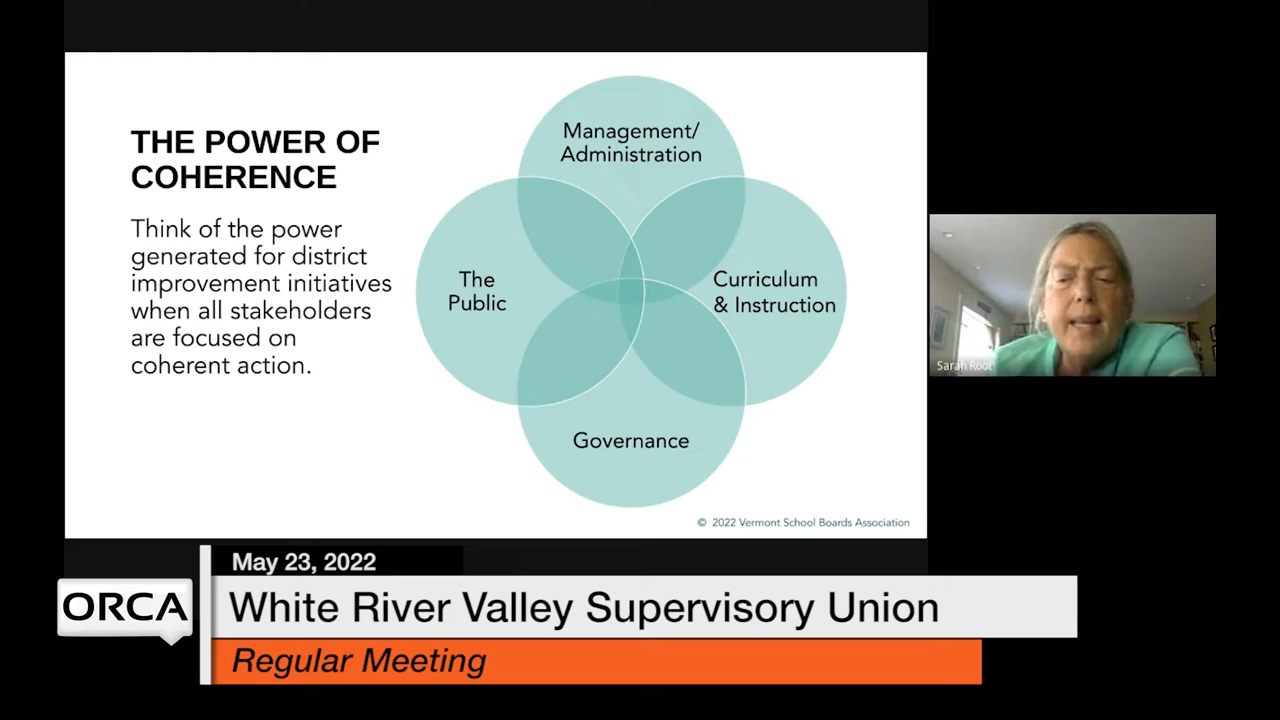 THE POWER OF
COHERENCE
Think of the power
generated for district
improvement initiatives
when all stakeholders
are focused on
coherent action.
Management/
Administration
The
Public
Curriculum
& Instruction
Governance
© 2022 Vermont School Boards Association
Sarah Root
May 23, 2022
ORCA
White River Valley Supervisory Union
Regular Meeting